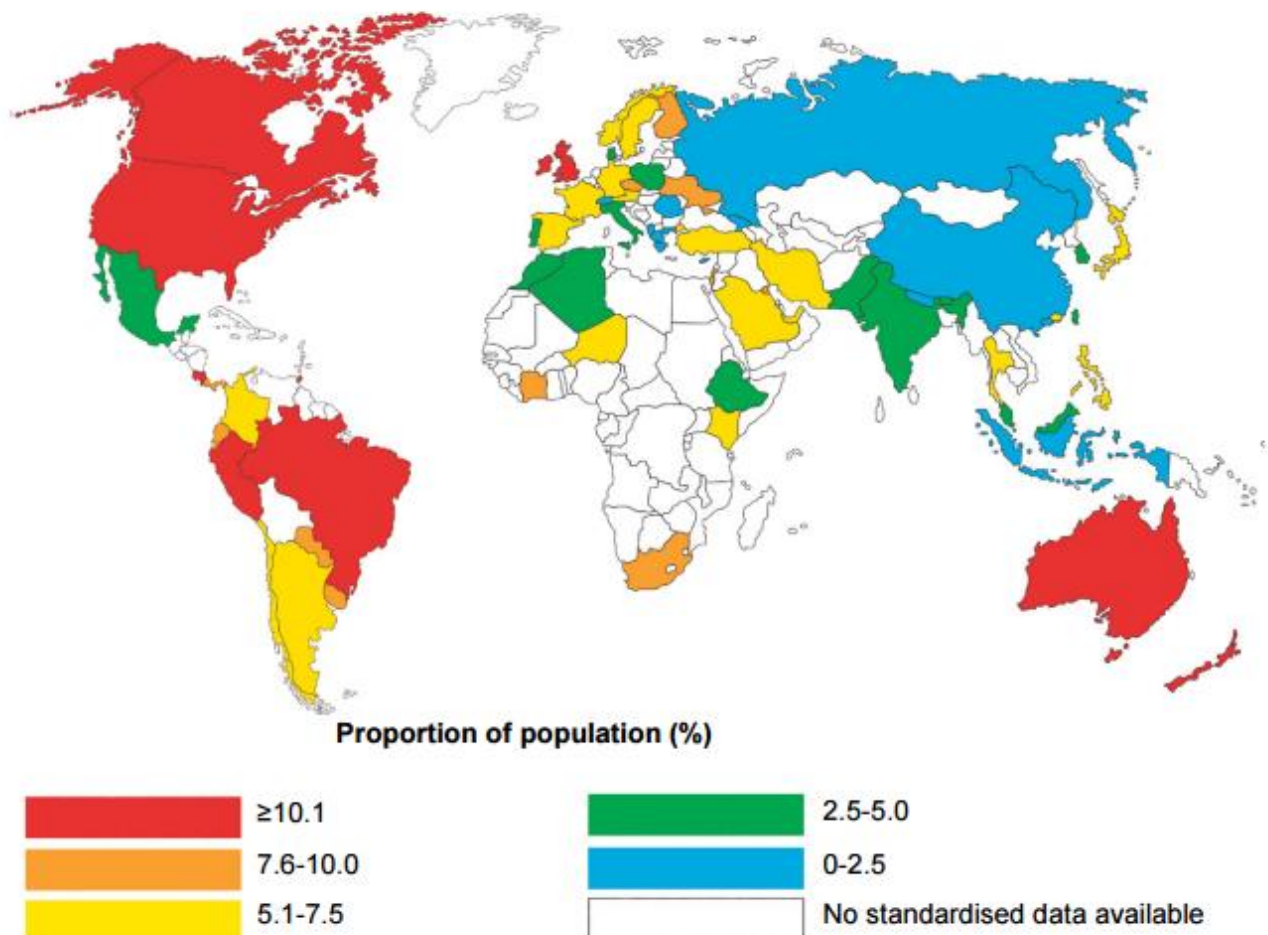 Proportion of population (%)
≥10.1
7.6-10.0
5.1-7.5
2.5-5.0
0-2.5
No standardised data available